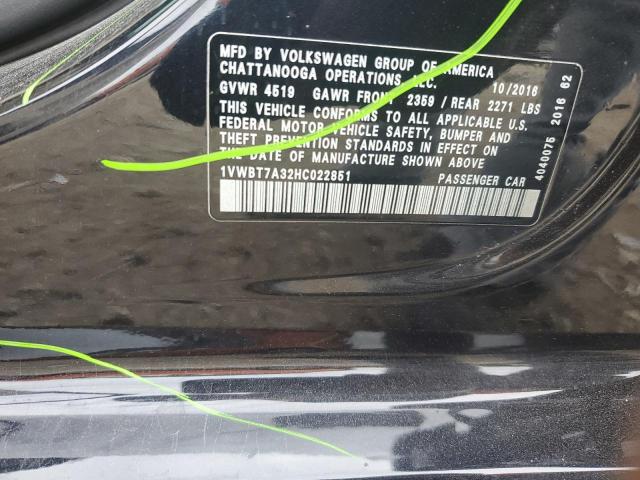 MFD BY VOLKSWAGEN GROUP OF AMERICA
CHATTANOOGA OPERATIONS, LLC. 10/2016
GVWR 4519 GAWR FRONT 2359 / REAR 2271 LBS
THIS VEHICLE CONFORMS TO ALL APPLICABLE U.S.
FEDERAL MOTOR VEHICLE SAFETY, BUMPER AND
THEFT PREVENTION STANDARDS IN EFFECT ON
THE DATE OF MANUFACTURE SHOWN ABOVE
1VWBT7A32HC022851 PASSENGER CAR
4040075 2016 62